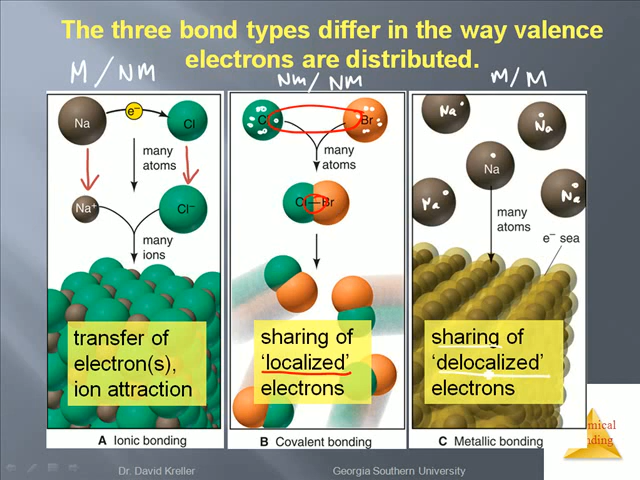 The three bond types differ in the way valence
electrons are distributed.
M / NM
Na
e⁻
Cl
many
atoms
Na⁺
Cl⁻
many
ions
transfer of
electron(s),
ion attraction
A Ionic bonding
NM / NM
Cl
Br
many
atoms
Cl—Br
sharing of
‘localized’
electrons
B Covalent bonding
M / M
Na
Na
Na
Na
Na
many
atoms
e⁻ sea
sharing of
‘delocalized’
electrons
C Metallic bonding
Dr. David Kreller
Georgia Southern University